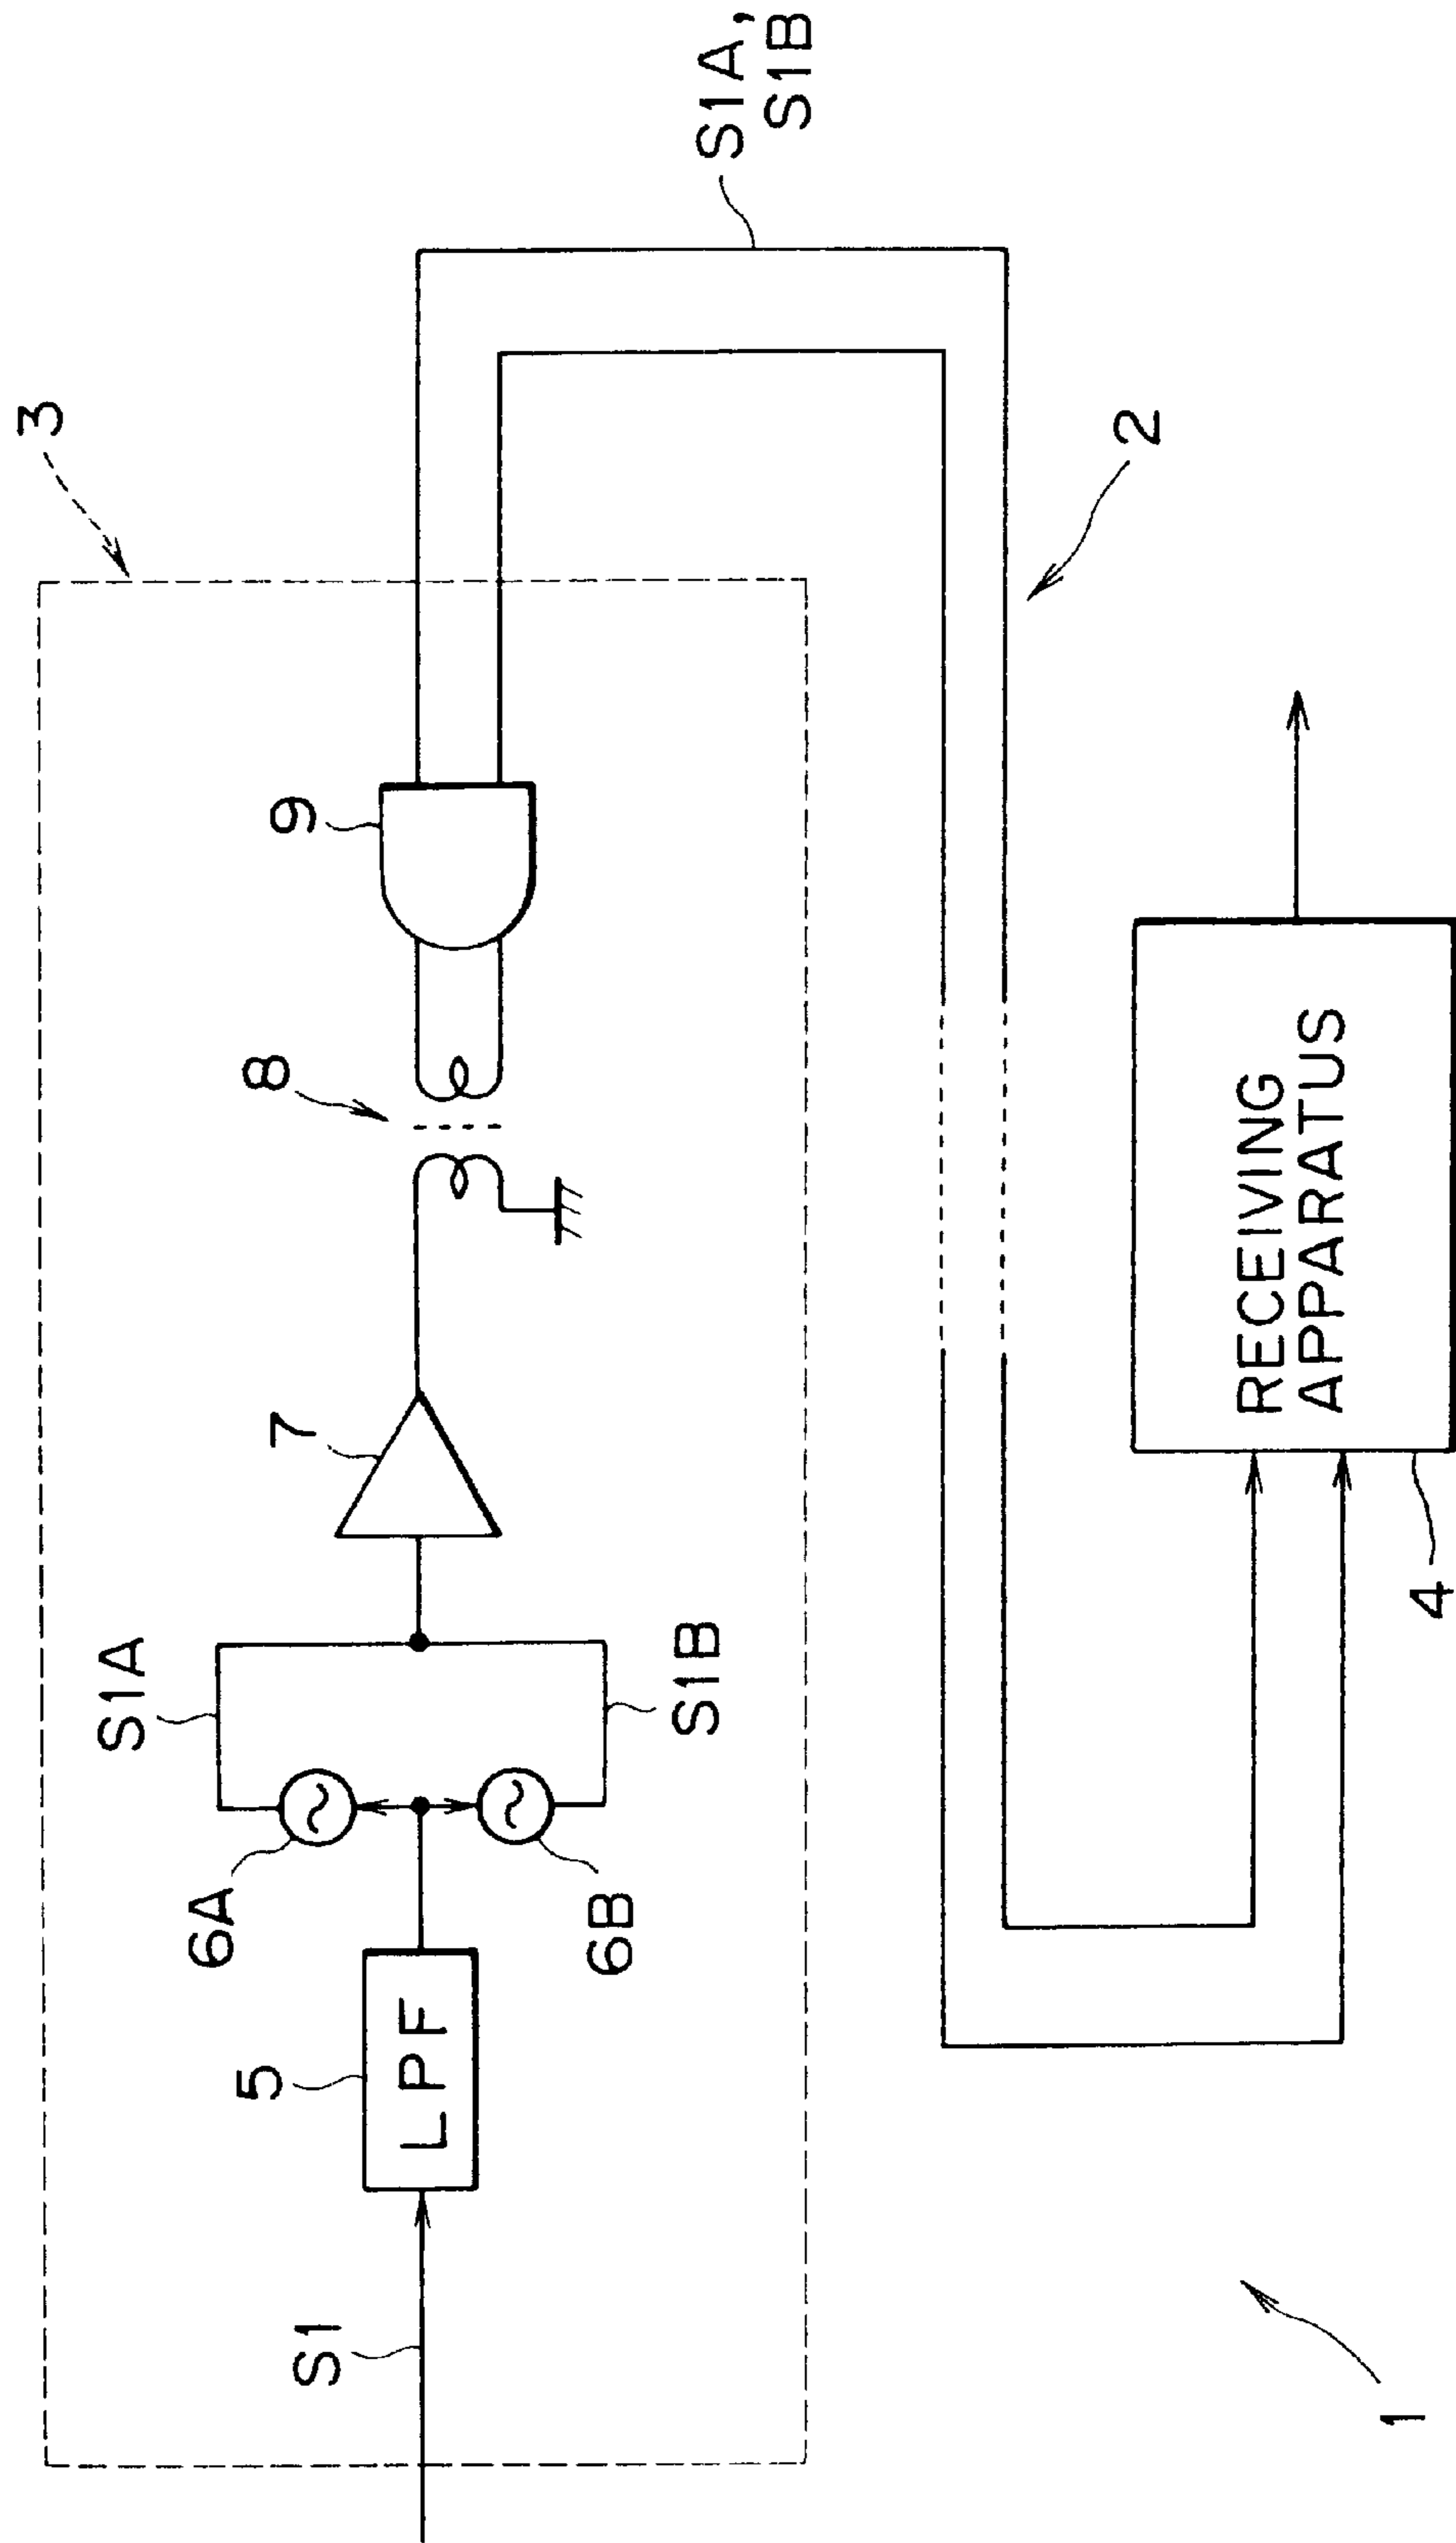 3
S1A,
S1B
9
8
7
S1A
S1B
6A
6B
5
LPF
S1
2
RECEIVING
APPARATUS
4
1